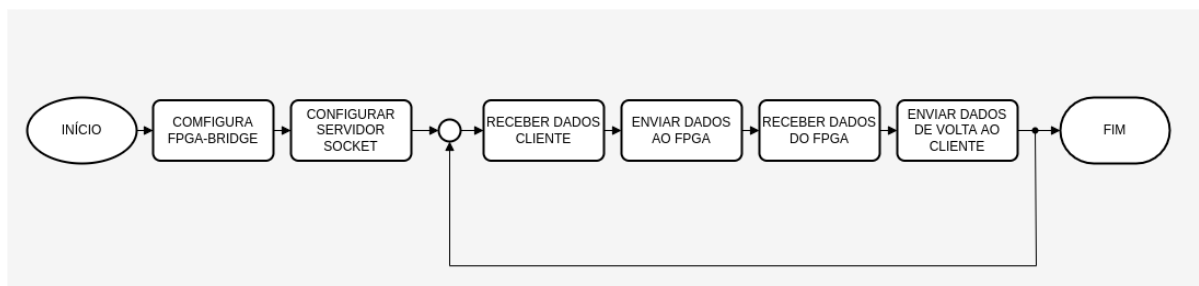 INÍCIO
COMFIGURA
FPGA-BRIDGE
CONFIGURAR
SERVIDOR
SOCKET
RECEBER DADOS
CLIENTE
ENVIAR DADOS
AO FPGA
RECEBER DADOS
DO FPGA
ENVIAR DADOS
DE VOLTA AO
CLIENTE
FIM